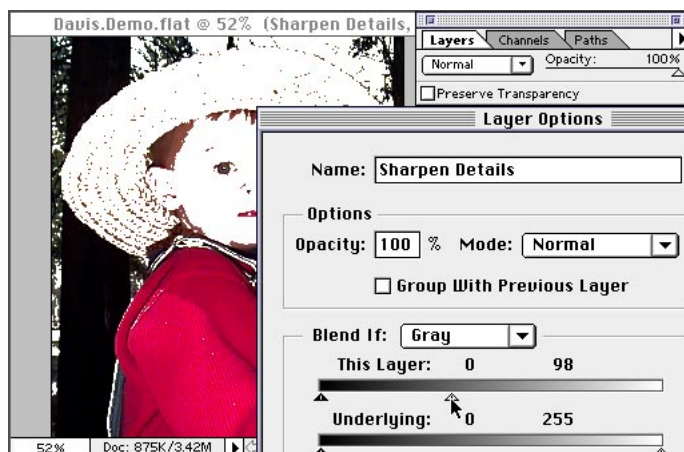 Davis.Demo.flat @ 52% (Sharpen Details,
Layers Channels Paths
Normal Opacity: 100%
Preserve Transparency
Layer Options
Name: Sharpen Details
Options
Opacity: 100 % Mode: Normal
Group With Previous Layer
Blend If: Gray
This Layer: 0 98
Underlying: 0 255
52% Doc: 875K/3.42M